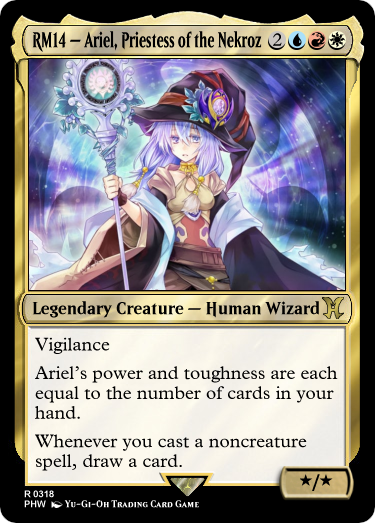 RM14 – Ariel, Priestess of the Nekroz 2
Legendary Creature — Human Wizard
Vigilance
Ariel's power and toughness are each
equal to the number of cards in your
hand.
Whenever you cast a noncreature
spell, draw a card.
*/*
R 0318
PHW Yu-Gi-Oh Trading Card Game